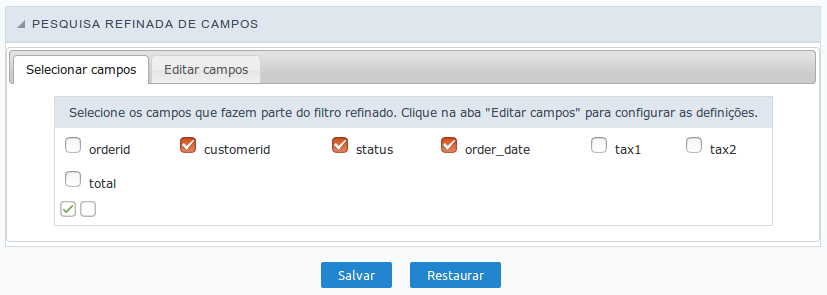 PESQUISA REFINADA DE CAMPOS
Selecionar campos Editar campos
Selecione os campos que fazem parte do filtro refinado. Clique na aba "Editar campos" para configurar as definições.
orderid customerid status order_date tax1 tax2
total
Salvar Restaurar